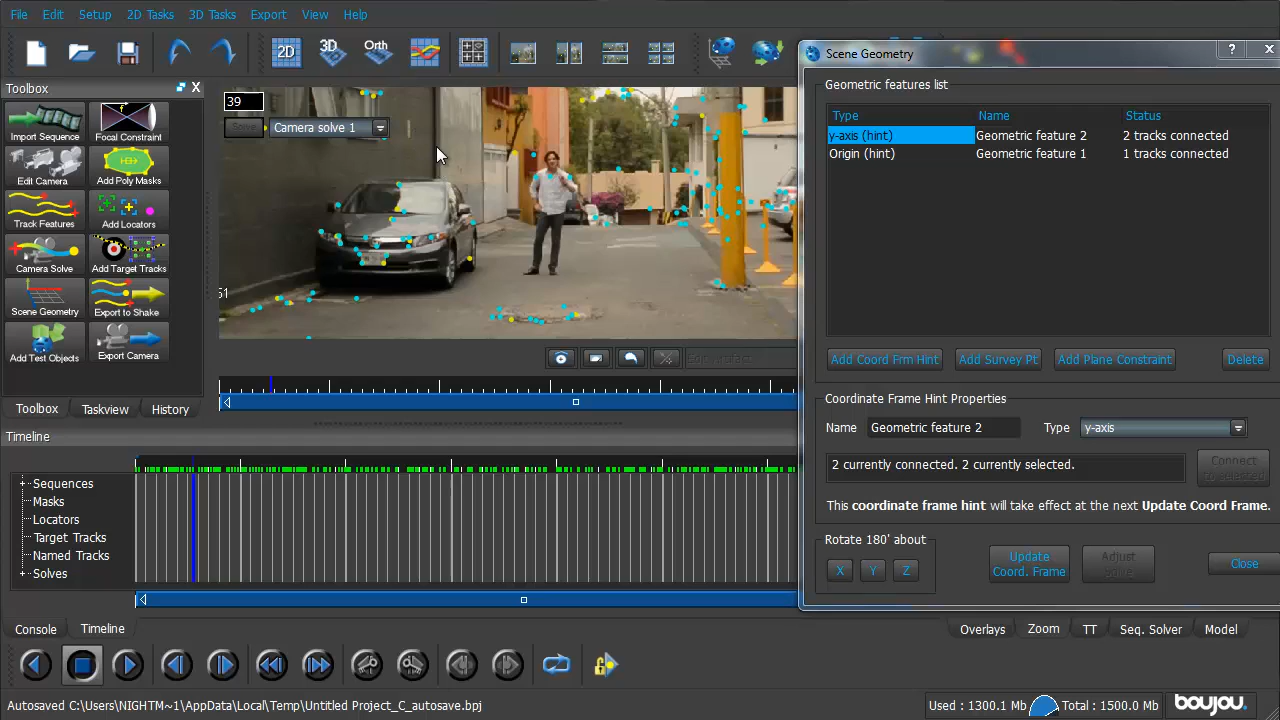 File Edit Setup 2D Tasks 3D Tasks Export View Help
2D 3D Orth
Toolbox
Import Sequence
Focal Constraint
Edit Camera
Add Poly Masks
Track Features
Add Locators
Camera Solve
Add Target Tracks
Scene Geometry
Export to Shake
Add Test Objects
Export Camera
Toolbox Taskview History
39
Camera solve 1
51
Scene Geometry
Geometric features list
Type Name Status
y-axis (hint) Geometric feature 2 2 tracks connected
Origin (hint) Geometric feature 1 1 tracks connected
Add Coord Frm Hint Add Survey Pt Add Plane Constraint Delete
Coordinate Frame Hint Properties
Name Geometric feature 2 Type y-axis
2 currently connected. 2 currently selected.
Connect
to selected
This coordinate frame hint will take effect at the next Update Coord Frame.
Rotate 180' about
X Y Z
Update
Coord. Frame
Adjust
Solve
Close
Timeline
Sequences
Masks
Locators
Target Tracks
Named Tracks
Solves
Console Timeline
Overlays Zoom TT Seq. Solver Model
Autosaved C:\Users\NIGHTM~1\AppData\Local\Temp\Untitled Project_C_autosave.bpj
Used : 1300.1 Mb Total : 1500.0 Mb
boujou.